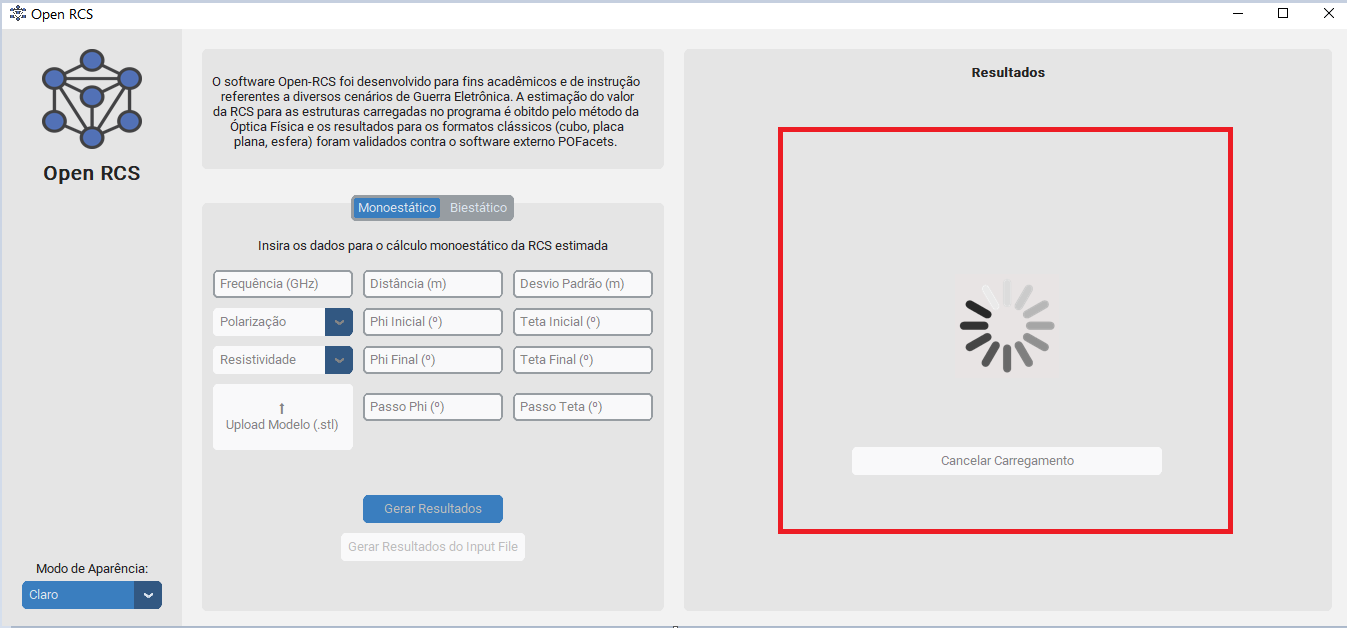 Open RCS
Open RCS
Modo de Aparência:
Claro
O software Open-RCS foi desenvolvido para fins acadêmicos e de instrução
referentes a diversos cenários de Guerra Eletrônica. A estimação do valor
da RCS para as estruturas carregadas no programa é obitdo pelo método da
Óptica Física e os resultados para os formatos clássicos (cubo, placa
plana, esfera) foram validados contra o software externo POFacets.
Monoestático Biestático
Insira os dados para o cálculo monoestático da RCS estimada
Frequência (GHz) Distância (m) Desvio Padrão (m)
Polarização Phi Inicial (º) Teta Inicial (º)
Resistividade Phi Final (º) Teta Final (º)
↑
Upload Modelo (.stl) Passo Phi (º) Passo Teta (º)
Gerar Resultados
Gerar Resultados do Input File
Resultados
Cancelar Carregamento